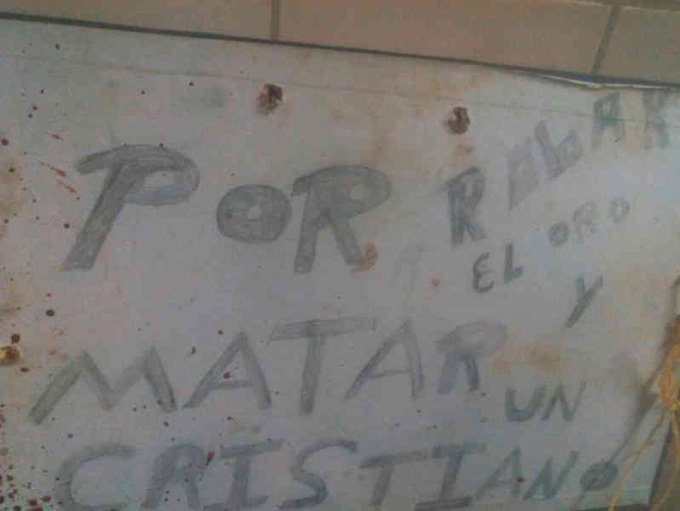 POR ROBAR
EL ORO
Y
MATAR UN
CRISTIANO